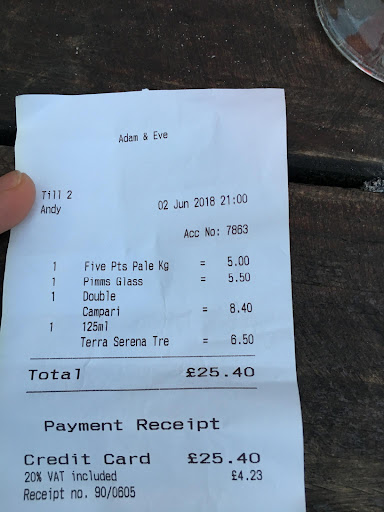 Adam & Eve
Till 2
Andy 02 Jun 2018 21:00
Acc No: 7863
1 Five Pts Pale Kg = 5.00
1 Pimms Glass = 5.50
1 Double
Campari = 8.40
1 125ml
Terra Serena Tre = 6.50
Total £25.40
Payment Receipt
Credit Card £25.40
20% VAT included £4.23
Receipt no. 90/0605